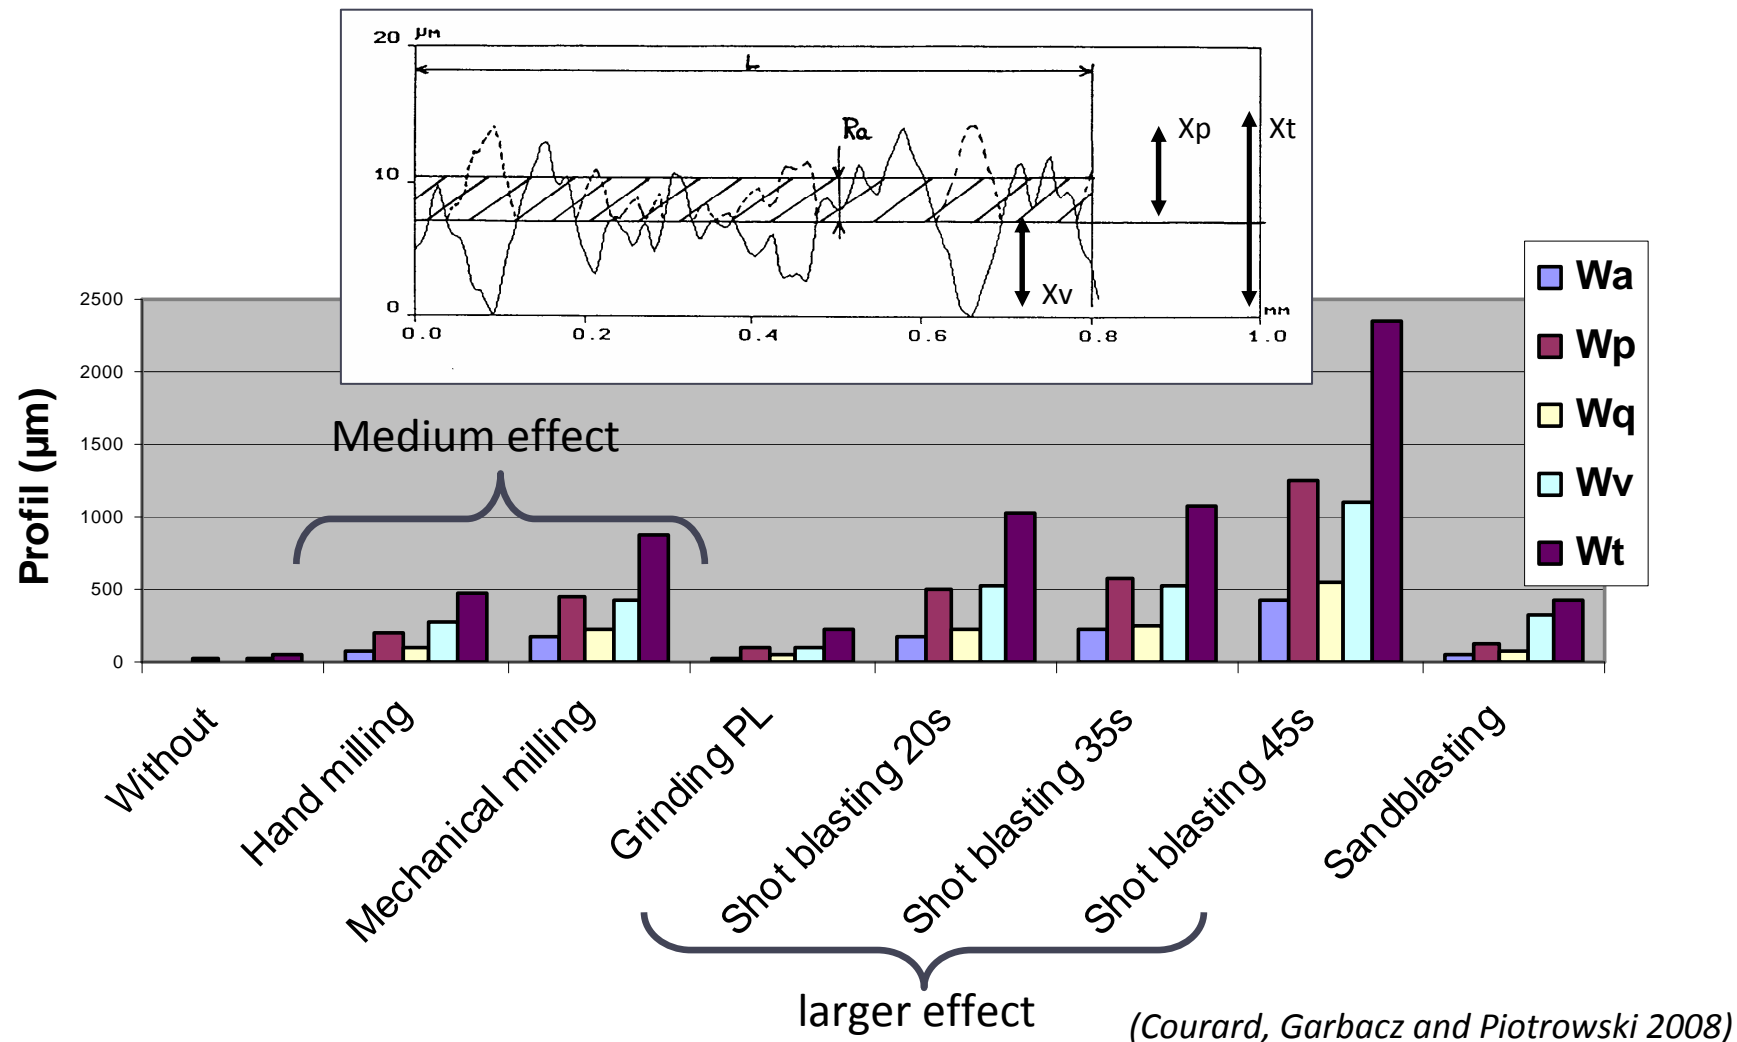 20 µm
L
Ra
Xp
Xt
10
Xv
0
mm
0.0 0.2 0.4 0.6 0.8 1.0
Wa
Wp
Wq
Wv
Wt
Profil (µm)
2500
2000
1500
1000
500
0
Medium effect
Without
Hand milling
Mechanical milling
Grinding PL
Shot blasting 20s
Shot blasting 35s
Shot blasting 45s
Sandblasting
larger effect
(Courard, Garbacz and Piotrowski 2008)